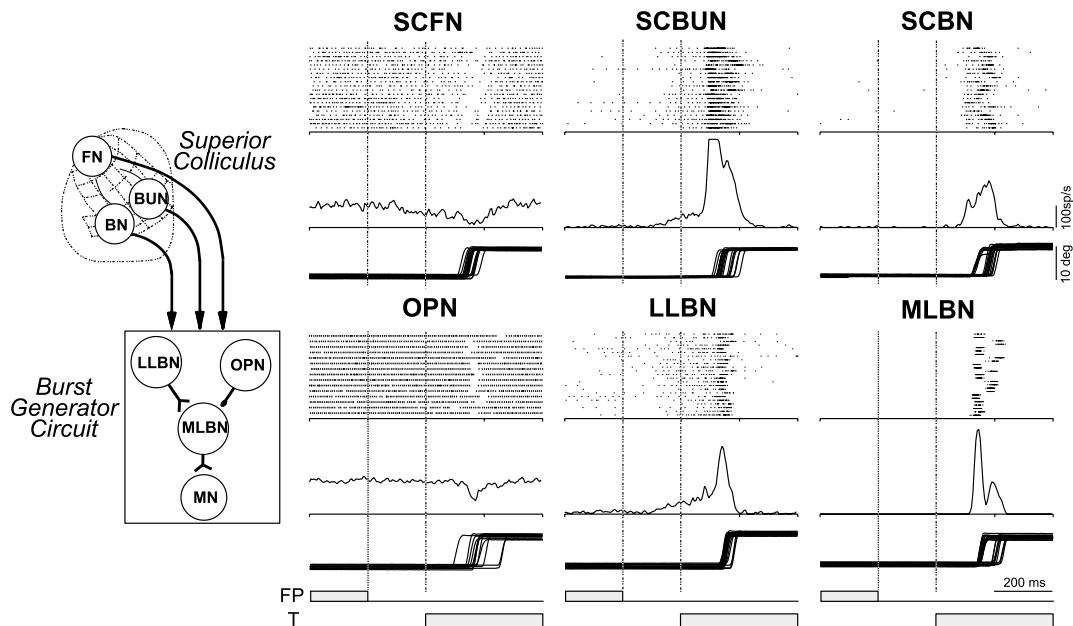 SCFN
SCBUN
SCBN
Superior
Colliculus
FN
BUN
BN
100sp/s
10 deg
OPN
LLBN
MLBN
LLBN
OPN
Burst
Generator
Circuit
MLBN
MN
200 ms
FP
T